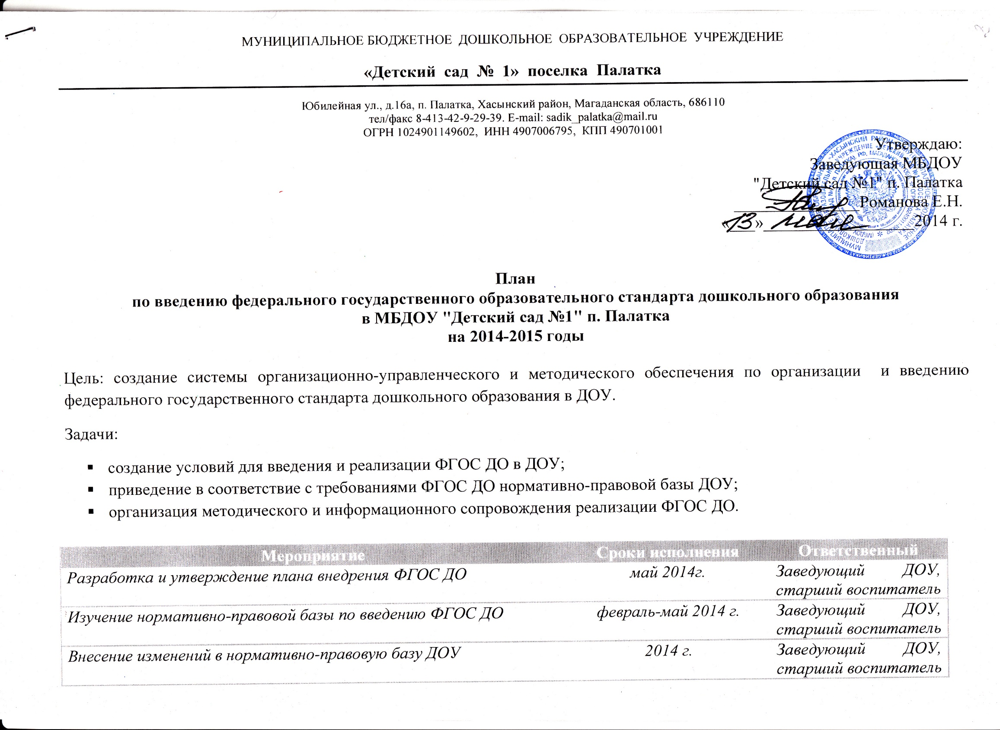 МУНИЦИПАЛЬНОЕ БЮДЖЕТНОЕ ДОШКОЛЬНОЕ ОБРАЗОВАТЕЛЬНОЕ УЧРЕЖДЕНИЕ
«Детский сад № 1» поселка Палатка
Юбилейная ул., д.16а, п. Палатка, Хасынский район, Магаданская область, 686110
тел/факс 8-413-42-9-29-39. E-mail: sadik_palatka@mail.ru
ОГРН 1024901149602, ИНН 4907006795, КПП 490701001
Утверждаю:
Заведующая МБДОУ
"Детский сад №1" п. Палатка
Романова Е.Н.
«13» мая 2014 г.
План
по введению федерального государственного образовательного стандарта дошкольного образования
в МБДОУ "Детский сад №1" п. Палатка
на 2014-2015 годы
Цель: создание системы организационно-управленческого и методического обеспечения по организации и введению
федерального государственного стандарта дошкольного образования в ДОУ.
Задачи:
▪ создание условий для введения и реализации ФГОС ДО в ДОУ;
▪ приведение в соответствие с требованиями ФГОС ДО нормативно-правовой базы ДОУ;
▪ организация методического и информационного сопровождения реализации ФГОС ДО.
Мероприятие Сроки исполнения Ответственный
Разработка и утверждение плана внедрения ФГОС ДО май 2014г. Заведующий ДОУ,
старший воспитатель
Изучение нормативно-правовой базы по введению ФГОС ДО февраль-май 2014 г. Заведующий ДОУ,
старший воспитатель
Внесение изменений в нормативно-правовую базу ДОУ 2014 г. Заведующий ДОУ,
старший воспитатель